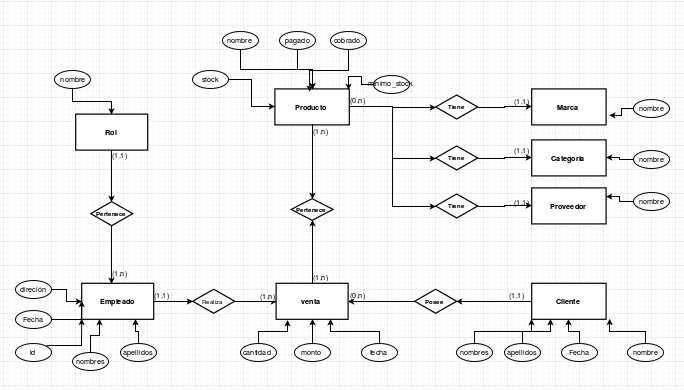 nombre
pagado
cobrado
nombre
stock
minimo_stock
Producto
(0,n)
Tiene
(1,1)
Marca
nombre
Rol
(1,1)
(1,n)
Tiene
(1,1)
Categoria
nombre
Tiene
(1,1)
Proveedor
nombre
Pertenece
Pertenece
(1,n)
(1,n)
direción
Empleado
(1,1)
Realiza
(1,n)
venta
(0,n)
Posee
(1,1)
Cliente
Fecha
id
nombres
apellidos
cantidad
monto
fecha
nombres
apellidos
Fecha
nombre